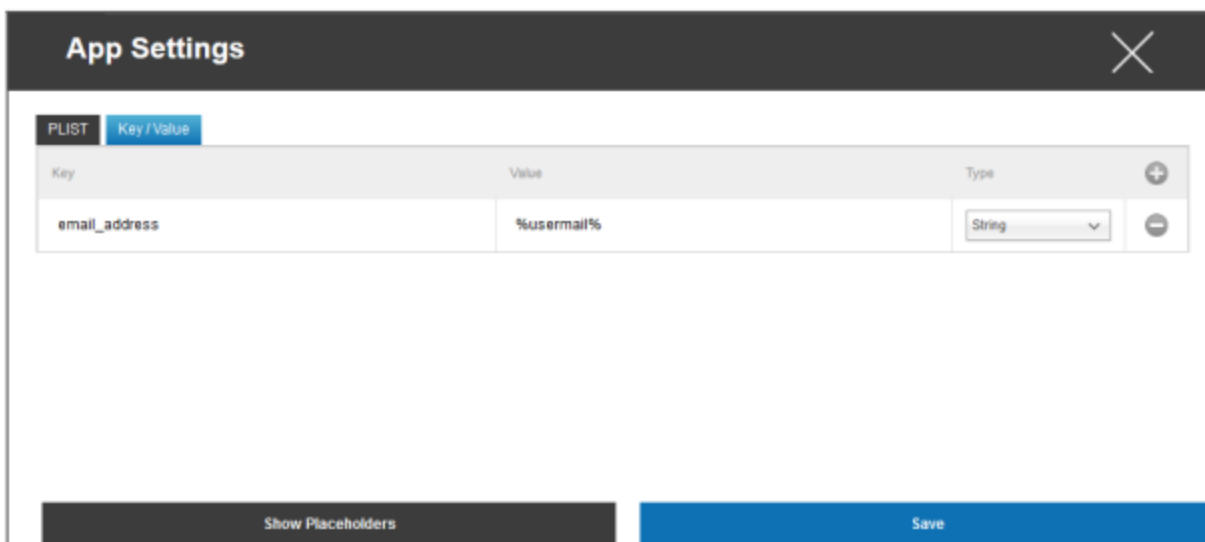 App Settings
PLIST Key / Value
Key Value Type
email_address %usermail% String
Show Placeholders Save